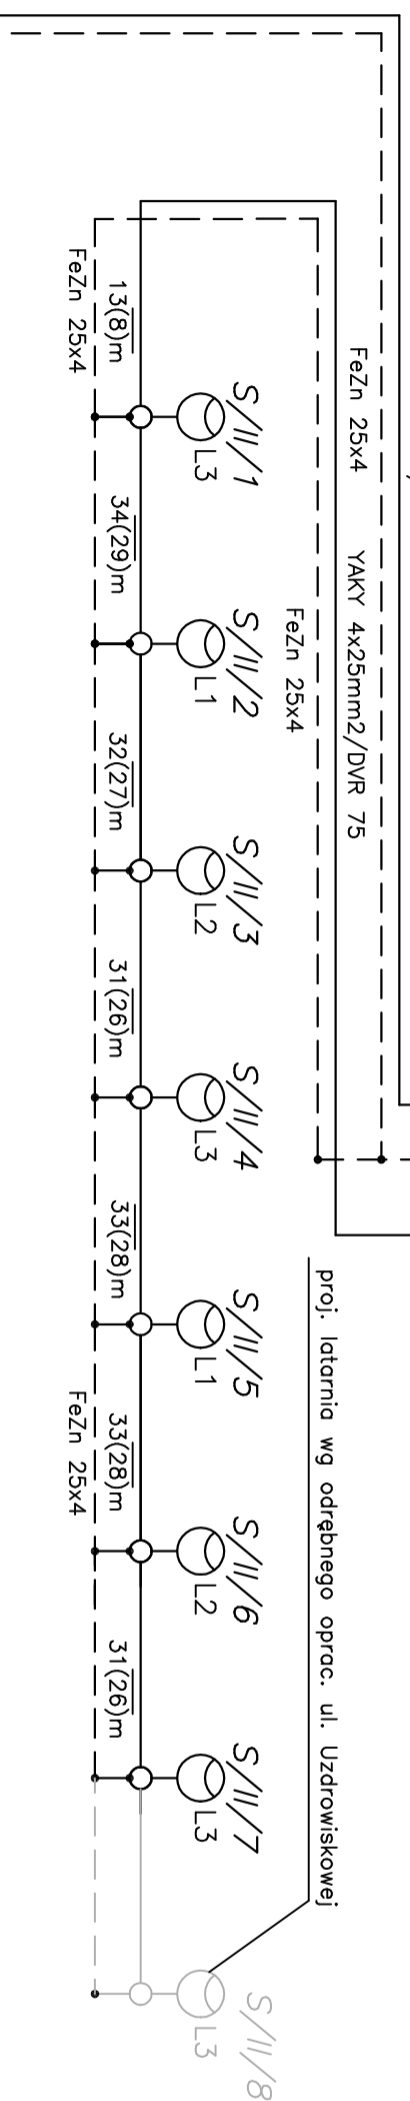 FeZn 25x4 YAKY 4x25mm2/DVR 75
FeZn 25x4
proj. latarnia wg odrębnego oprac. ul. Uzdrowiskowej
S/II/1
S/II/2
S/II/3
S/II/4
S/II/5
S/II/6
S/II/7
S/II/8
L3
L1
L2
L3
L1
L2
L3
L3
13(8)m
34(29)m
32(27)m
31(26)m
33(28)m
33(28)m
31(26)m
FeZn 25x4
FeZn 25x4